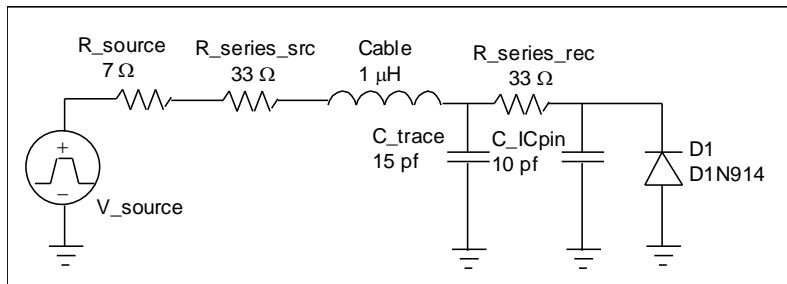 R_source
7 Ω
R_series_src
33 Ω
Cable
1 μH
R_series_rec
33 Ω
C_trace
15 pf
C_ICpin
10 pf
D1
D1N914
+
−
V_source